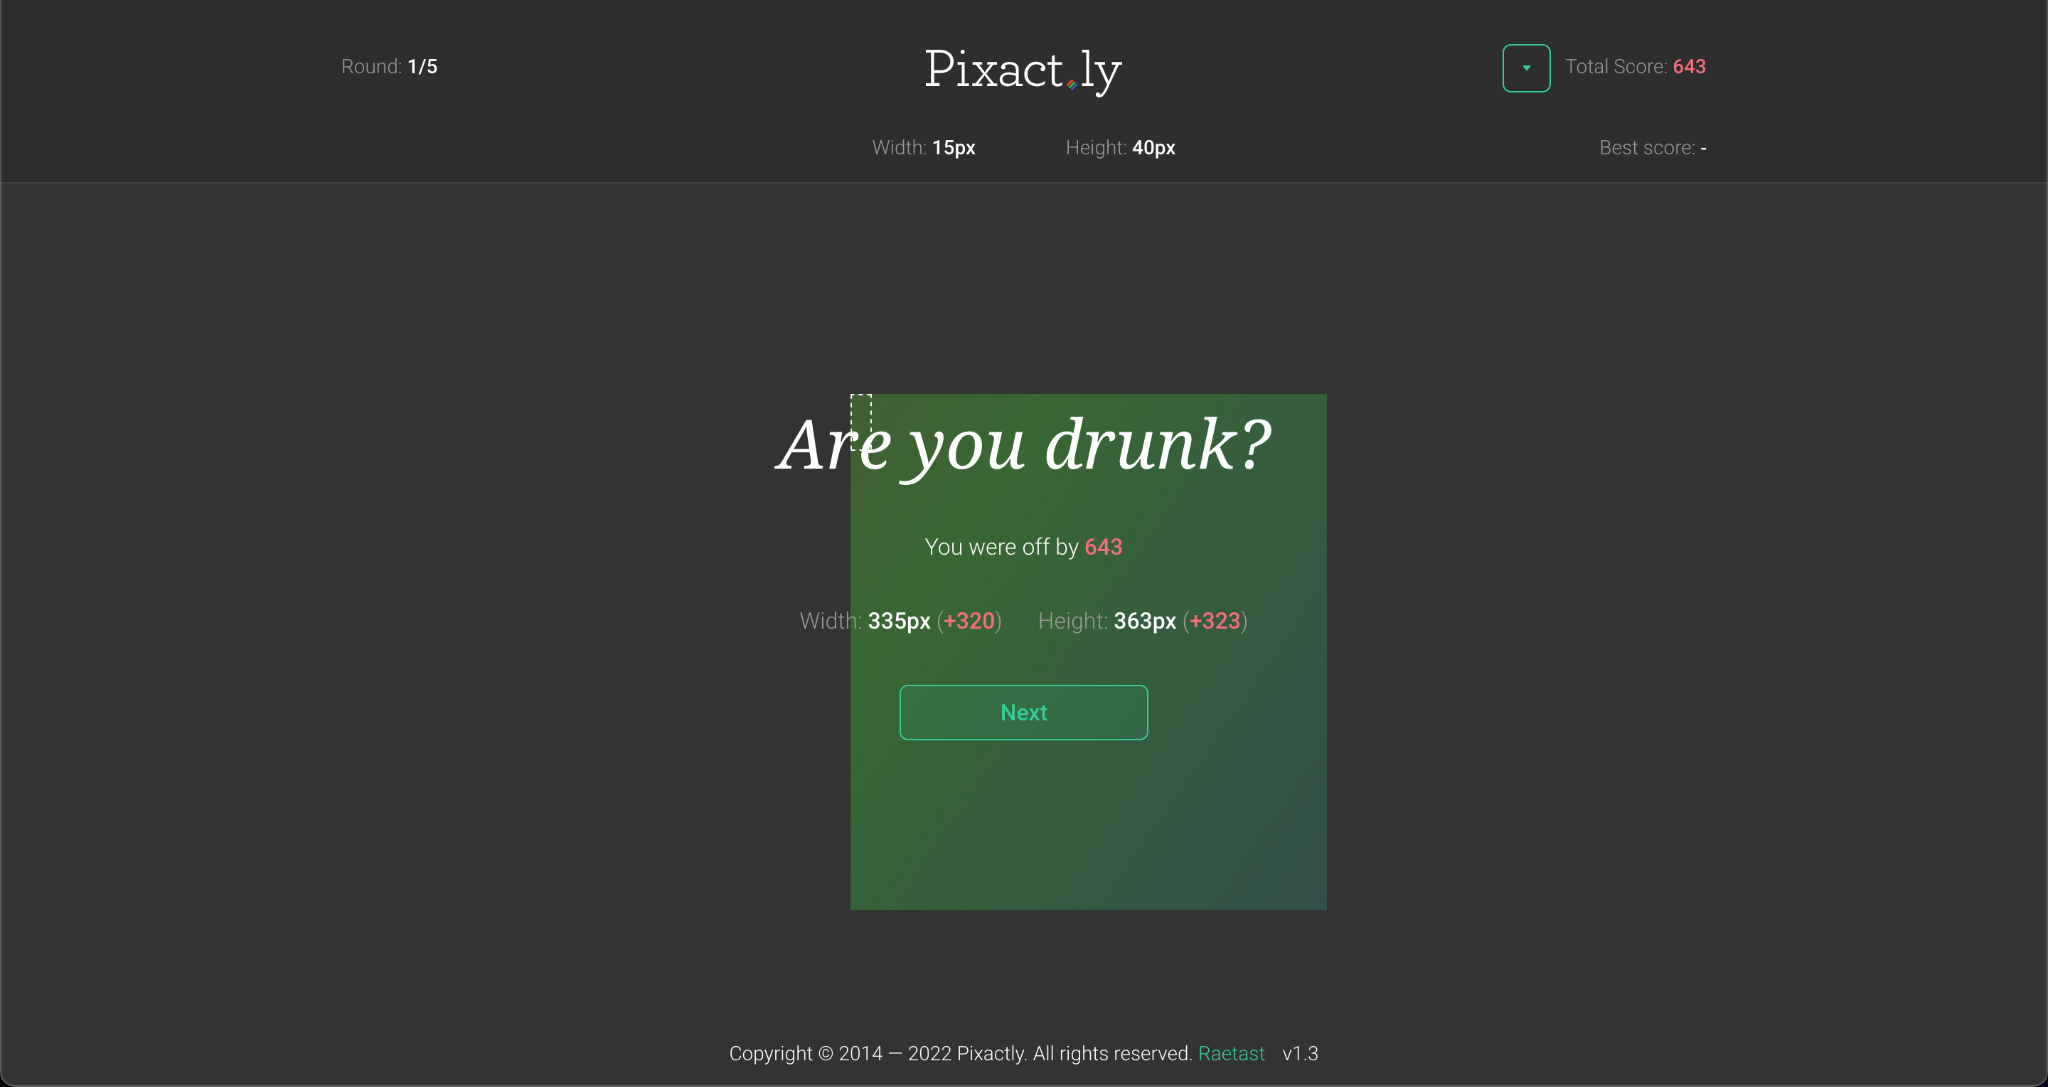 Round: 1/5
Pixact.ly
Total Score: 643
Width: 15px Height: 40px
Best score: -
Are you drunk?
You were off by 643
Width: 335px (+320) Height: 363px (+323)
Next
Copyright © 2014 — 2022 Pixactly. All rights reserved. Raetast v1.3